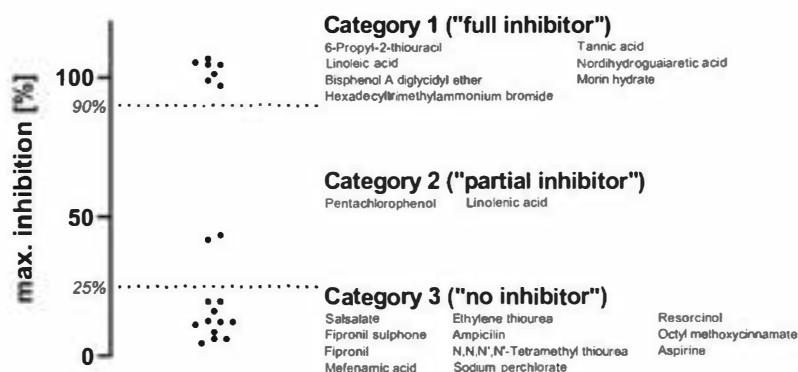 max. inhibition [%]
100
90%
50
25%
0
Category 1 ("full inhibitor")
6-Propyl-2-thiouracil Tannic acid
Linoleic acid Nordihydroguaiaretic acid
Bisphenol A diglycidyl ether Morin hydrate
Hexadecyltrimethylammonium bromide
Category 2 ("partial inhibitor")
Pentachlorophenol Linolenic acid
Category 3 ("no inhibitor")
Salsalate Ethylene thiourea Resorcinol
Fipronil sulphone Ampicilin Octyl methoxycinnamate
Fipronil N,N,N',N'-Tetramethyl thiourea Aspirine
Mefenamic acid Sodium perchlorate